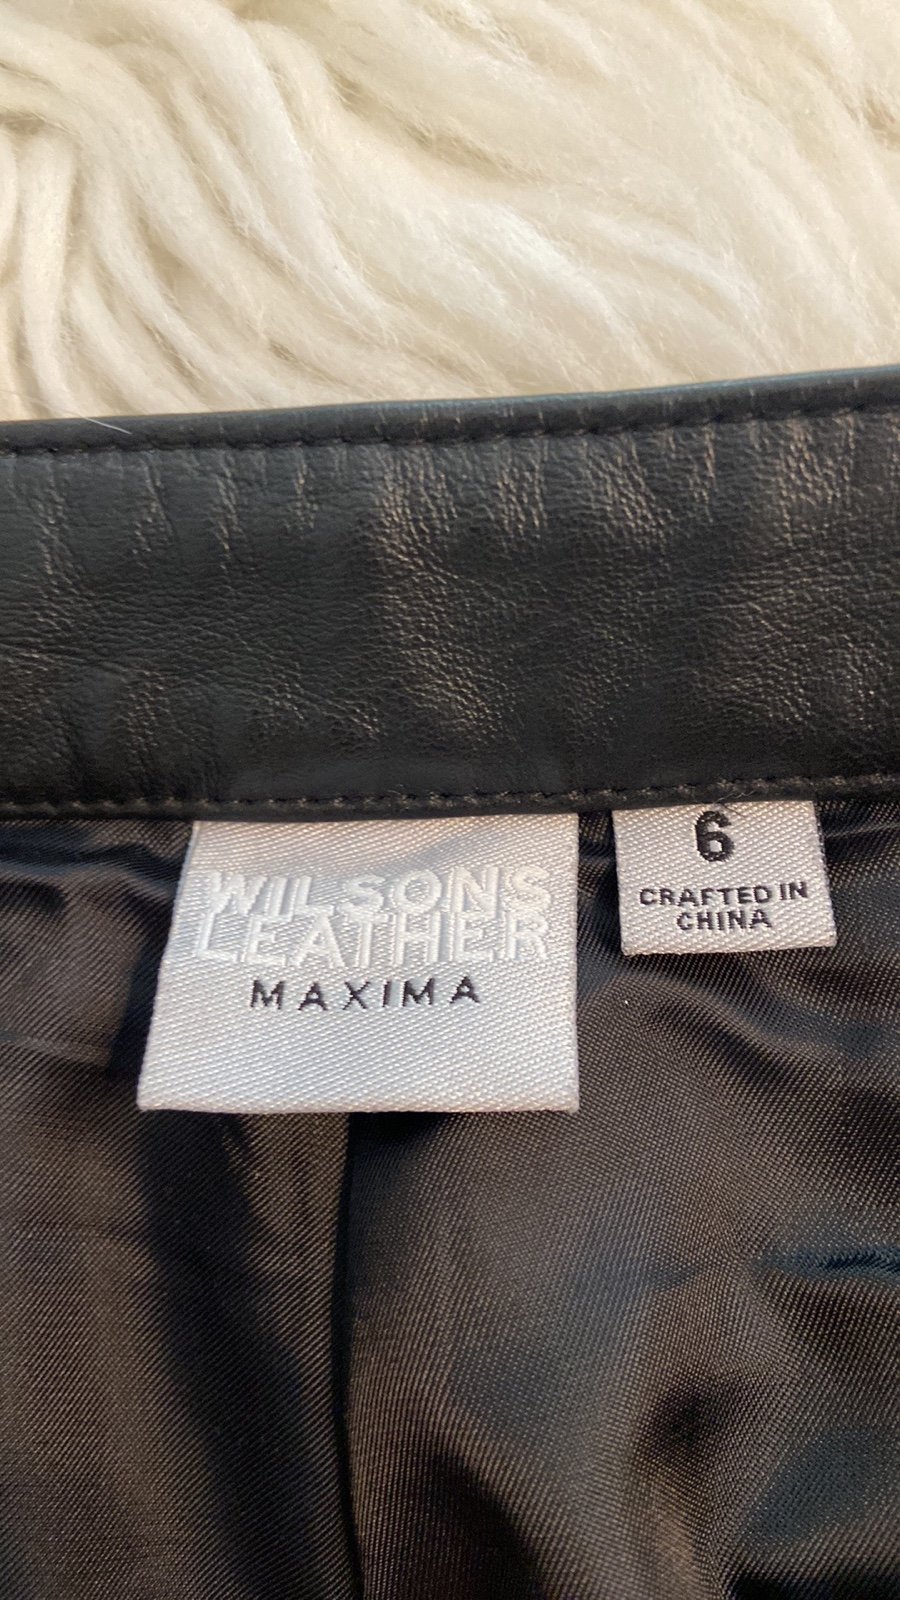 WILSONS
LEATHER
MAXIMA
6
CRAFTED IN
CHINA